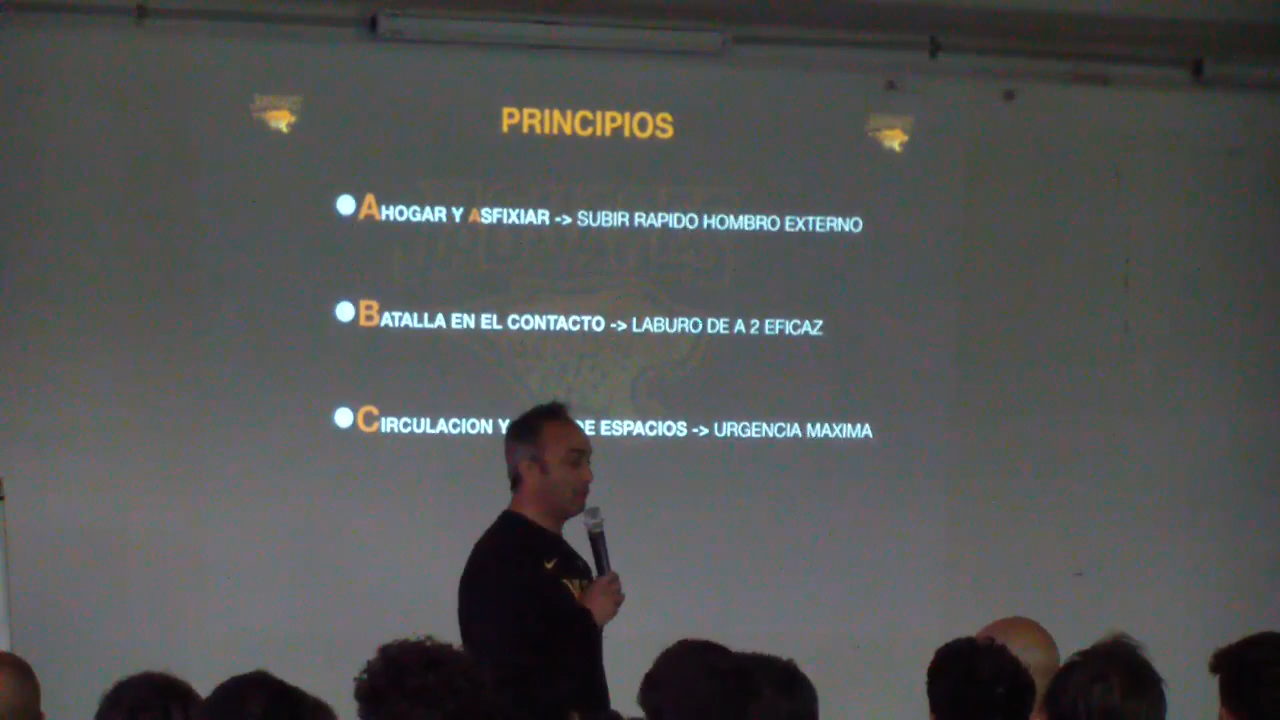 PRINCIPIOS
AHOGAR Y ASFIXIAR -> SUBIR RAPIDO HOMBRO EXTERNO
BATALLA EN EL CONTACTO -> LABURO DE A 2 EFICAZ
CIRCULACION Y DE ESPACIOS -> URGENCIA MAXIMA